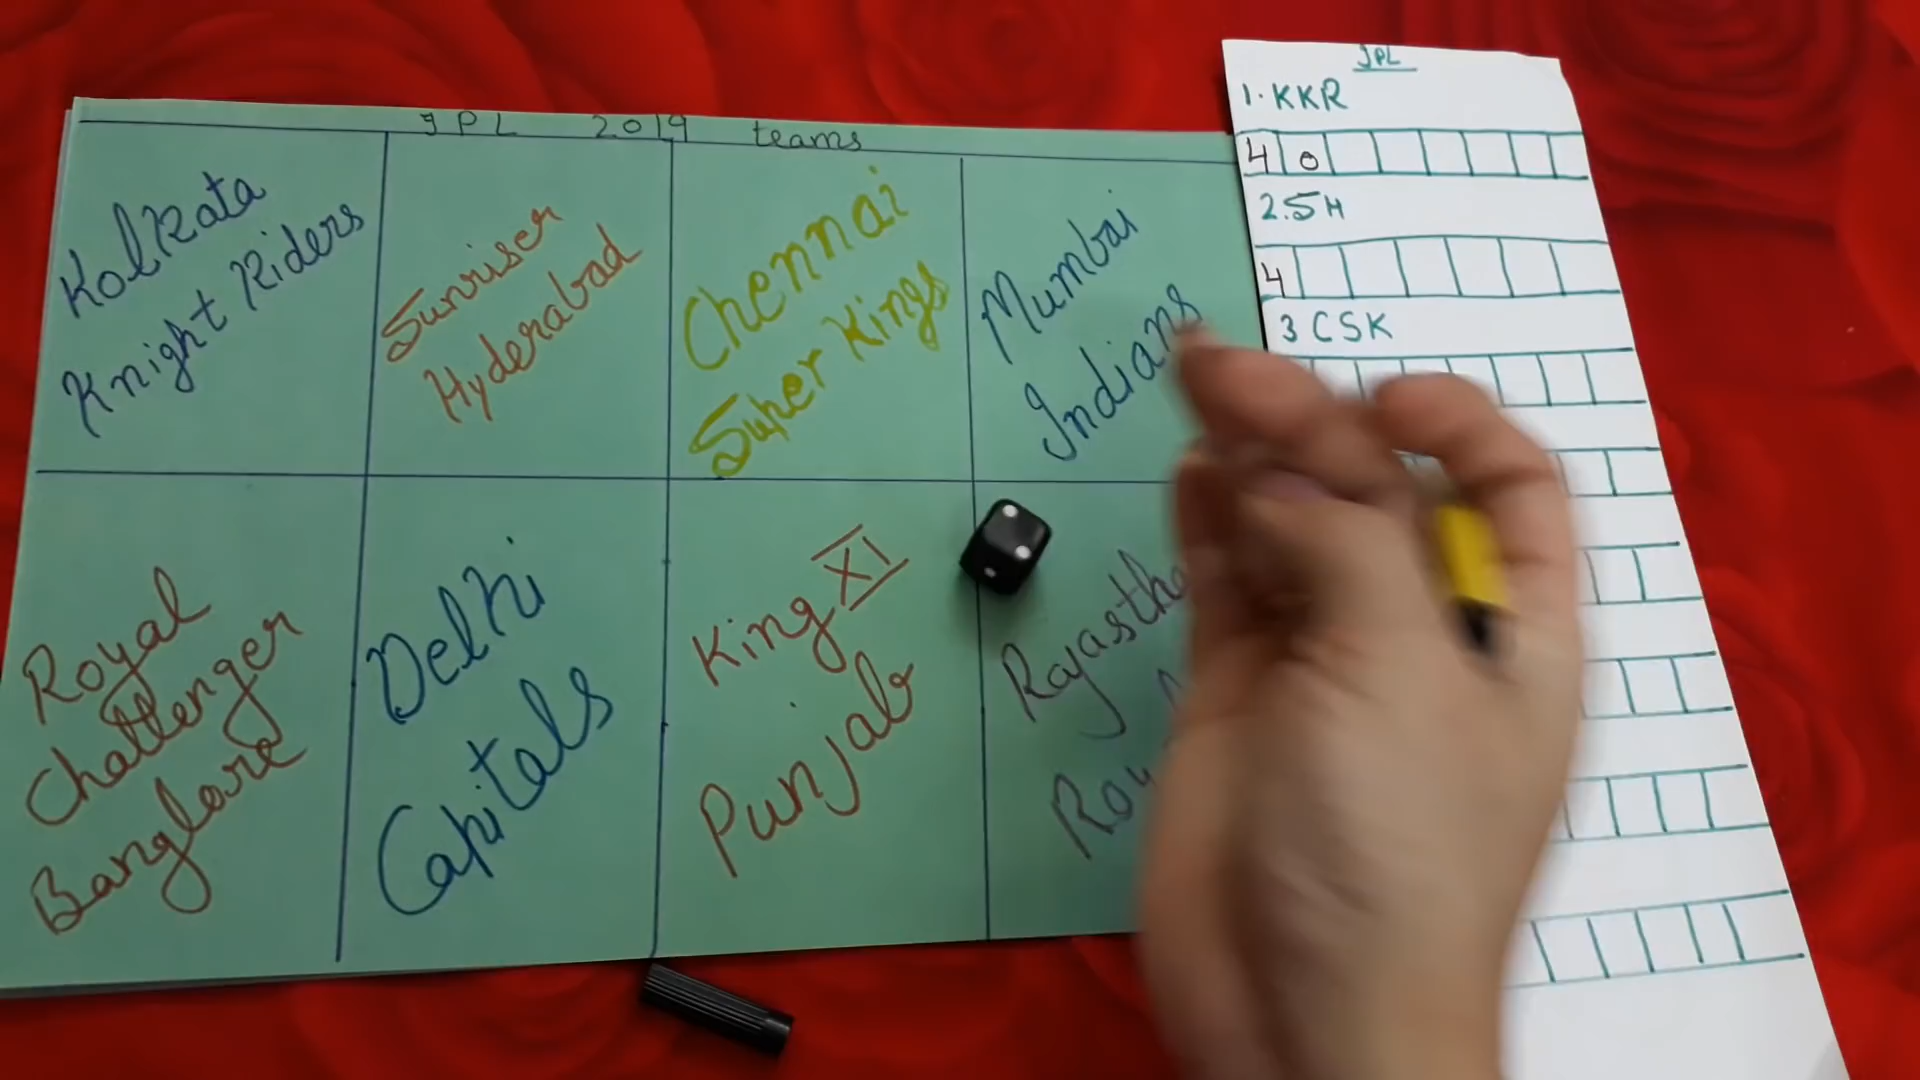 IPL 2019 teams
Kolkata
Knight Riders
Sunriser
Hyderabad
Chennai
Super Kings
Mumbai
Indians
Royal
Challenger
Banglore
Delhi
Capitals
King XI
Punjab
IPL
1. KKR
4 0
2. SH
4
3 CSK